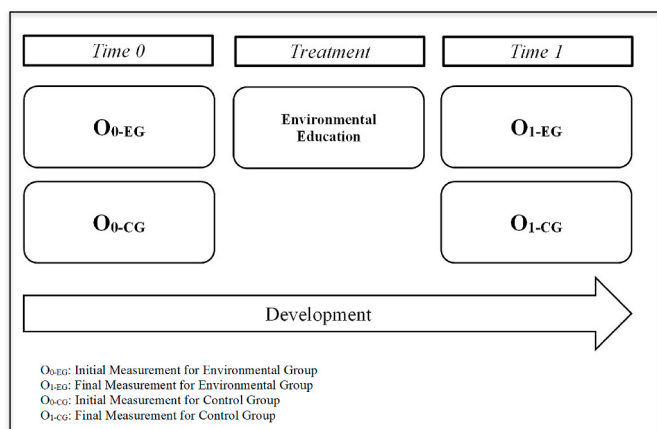 Time 0 Treatment Time 1
O0-EG Environmental Education O1-EG
O0-CG O1-CG
Development
O0-EG: Initial Measurement for Environmental Group
O1-EG: Final Measurement for Environmental Group
O0-CG: Initial Measurement for Control Group
O1-CG: Final Measurement for Control Group